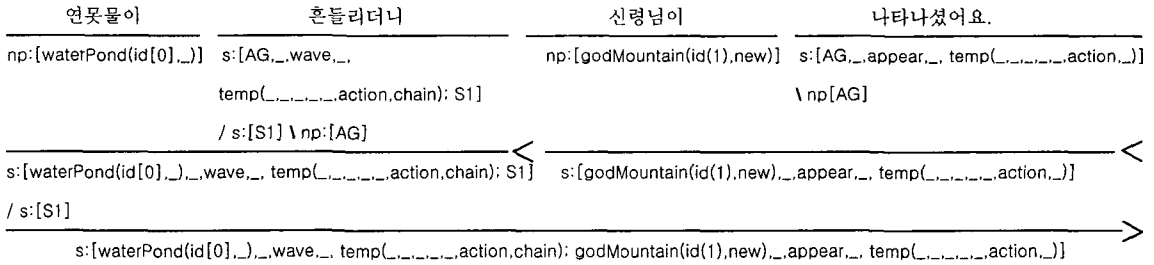 연못물이 흔들리더니 신령님이 나타나셨어요.
np:[waterPond(id[0],_)] s:[AG,_,wave,_, np:[godMountain(id(1),new)] s:[AG,_,appear,_, temp(_,_,_,_,_,action,_)]
temp(_,_,_,_,_,action,chain); S1] \ np[AG]
/ s:[S1] \ np:[AG]
< <
s:[waterPond(id[0],_),_,wave,_, temp(_,_,_,_,_,action,chain); S1] s:[godMountain(id(1),new),_,appear,_, temp(_,_,_,_,_,action,_)]
/ s:[S1]
>
s:[waterPond(id[0],_),_,wave,_, temp(_,_,_,_,_,action,chain); godMountain(id(1),new),_,appear,_, temp(_,_,_,_,_,action,_)]